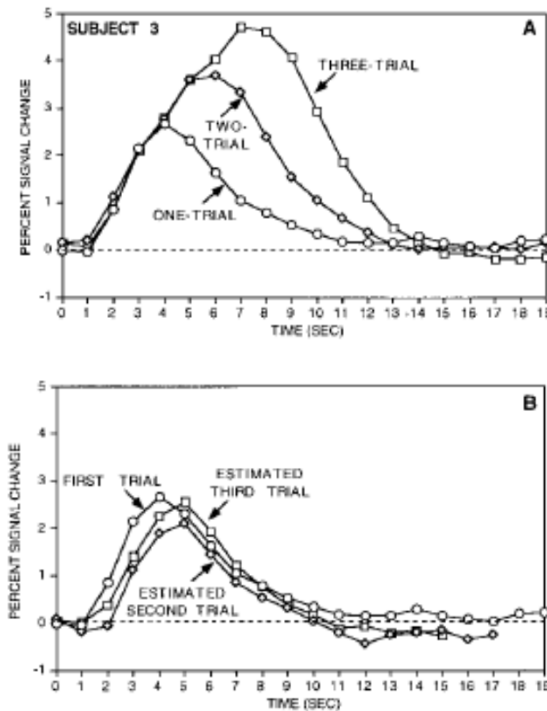 SUBJECT 3
A
5
4
3
2
1
0
-1
PERCENT SIGNAL CHANGE
THREE-TRIAL
TWO-
TRIAL
ONE-TRIAL
0 1 2 3 4 5 6 7 8 9 10 11 12 13 14 15 16 17 18 19
TIME (SEC)
B
5
4
3
2
1
0
-1
PERCENT SIGNAL CHANGE
FIRST TRIAL
ESTIMATED
THIRD TRIAL
ESTIMATED
SECOND TRIAL
0 1 2 3 4 5 6 7 8 9 10 11 12 13 14 15 16 17 18 19
TIME (SEC)